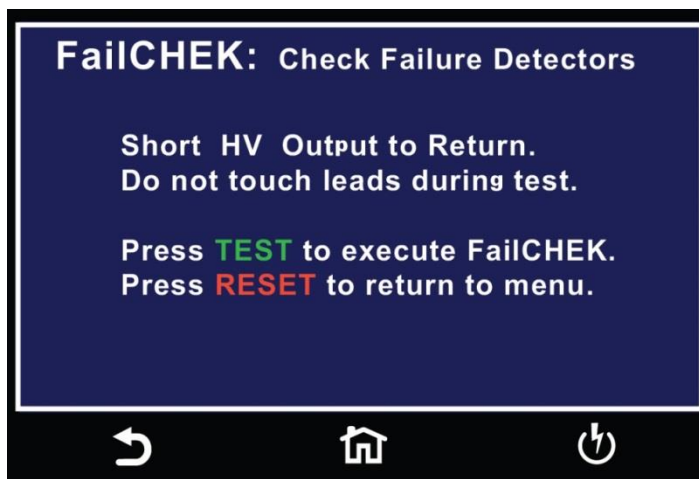 FailCHEK: Check Failure Detectors
Short HV Output to Return.
Do not touch leads during test.
Press TEST to execute FailCHEK.
Press RESET to return to menu.